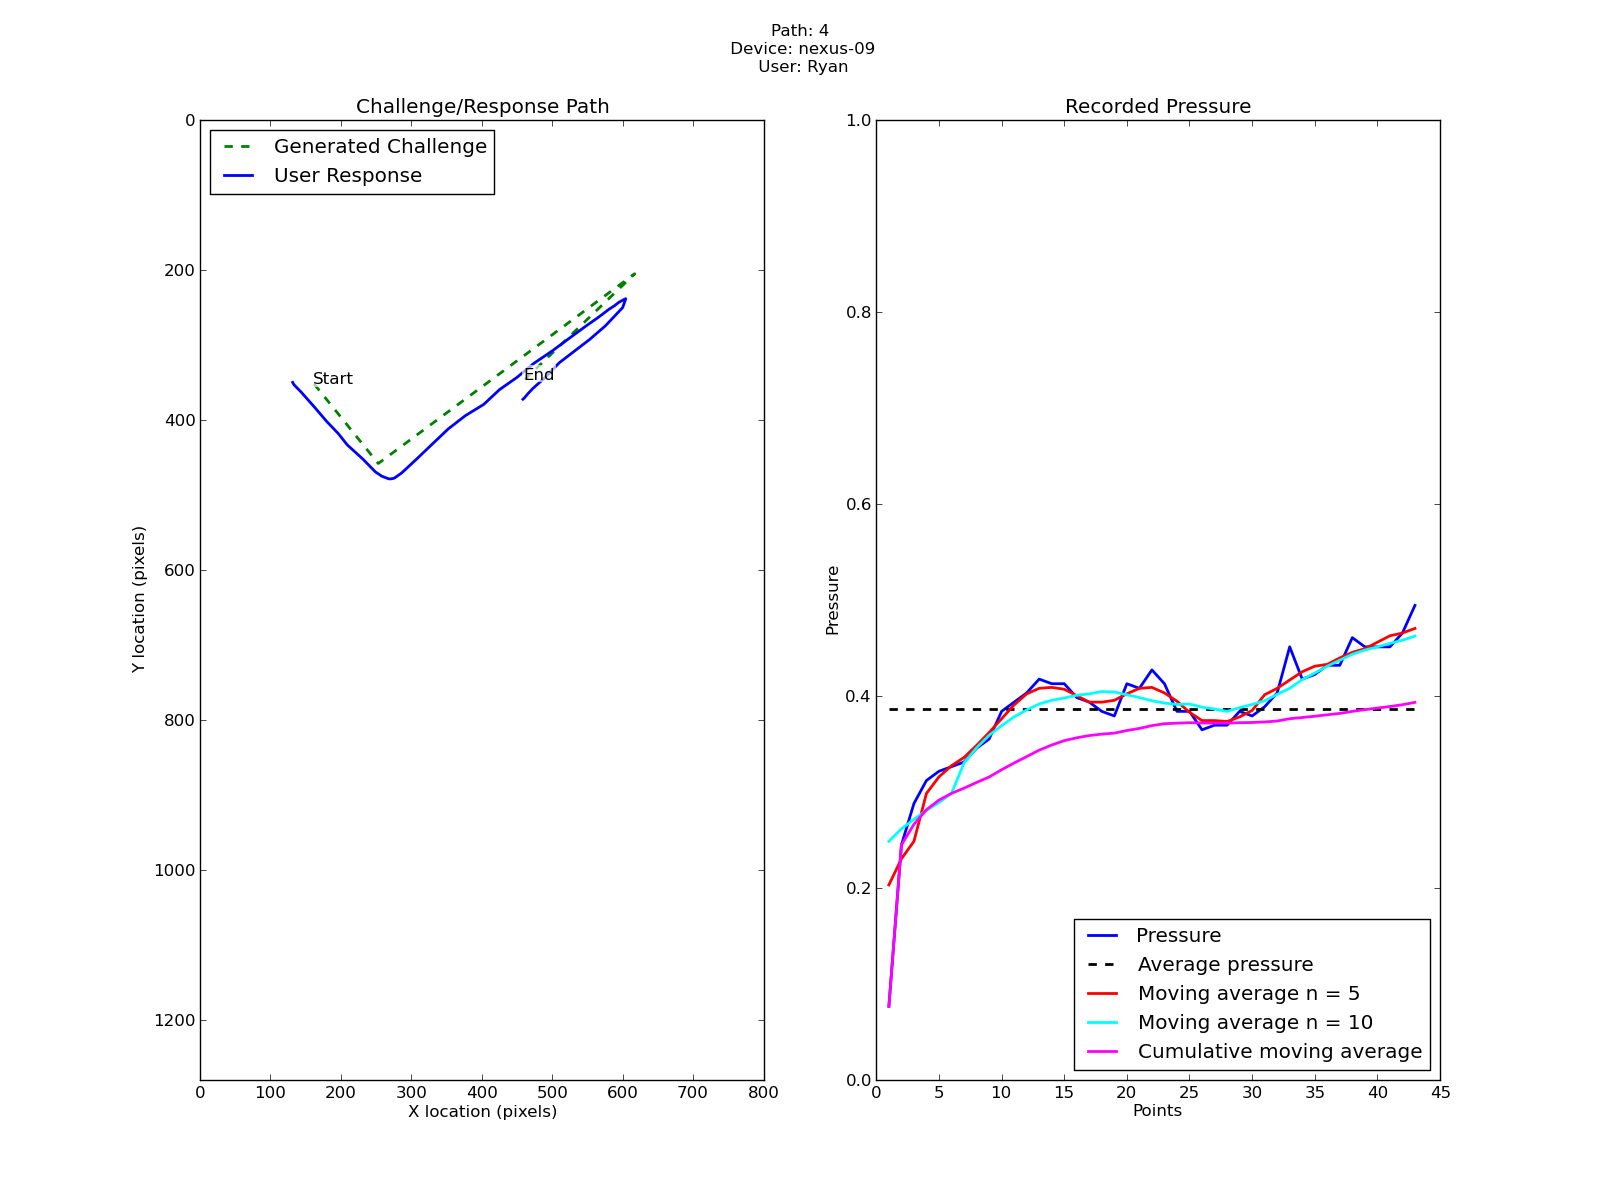 Path: 4
Device: nexus-09
User: Ryan
Challenge/Response Path
Generated Challenge
User Response
Start
End
Y location (pixels)
0
200
400
600
800
1000
1200
0 100 200 300 400 500 600 700 800
X location (pixels)
Recorded Pressure
Pressure
1.0
0.8
0.6
0.4
0.2
0.0
Pressure
Average pressure
Moving average n = 5
Moving average n = 10
Cumulative moving average
0 5 10 15 20 25 30 35 40 45
Points